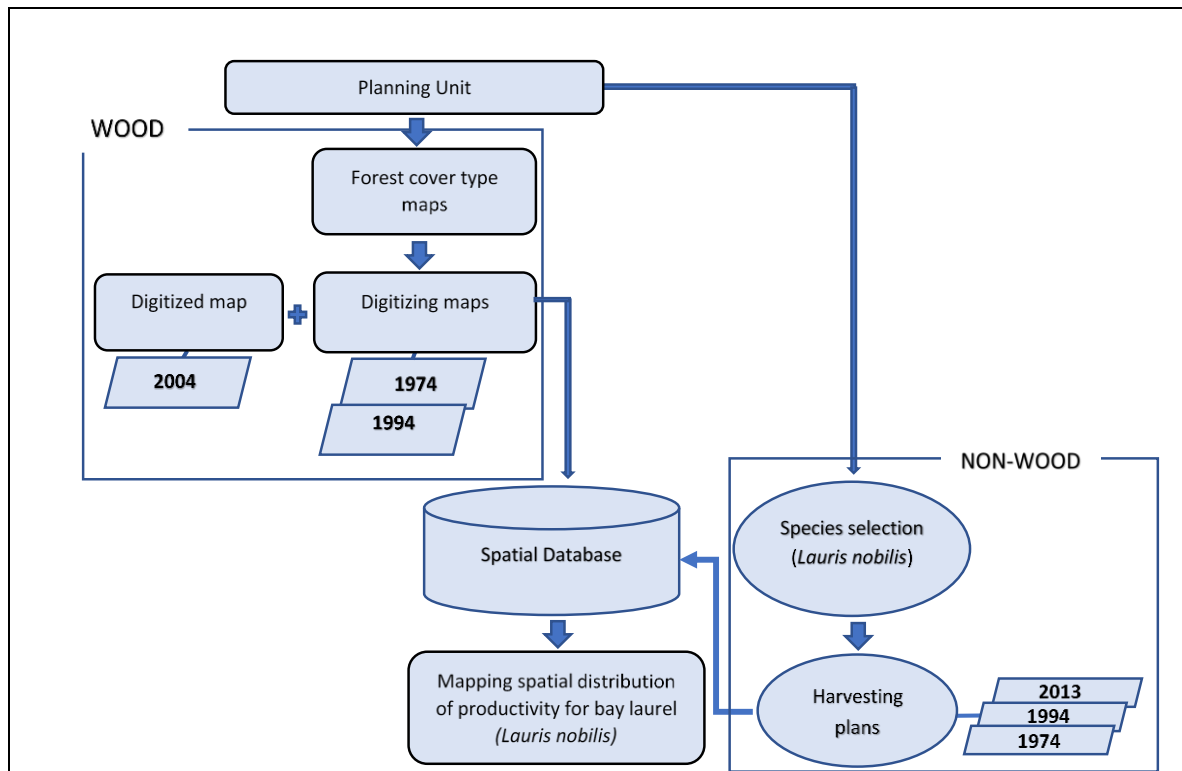 Planning Unit
WOOD
Forest cover type
maps
Digitized map
Digitizing maps
2004
1974
1994
NON-WOOD
Species selection
(Lauris nobilis)
Spatial Database
Mapping spatial distribution
of productivity for bay laurel
(Lauris nobilis)
Harvesting
plans
2013
1994
1974